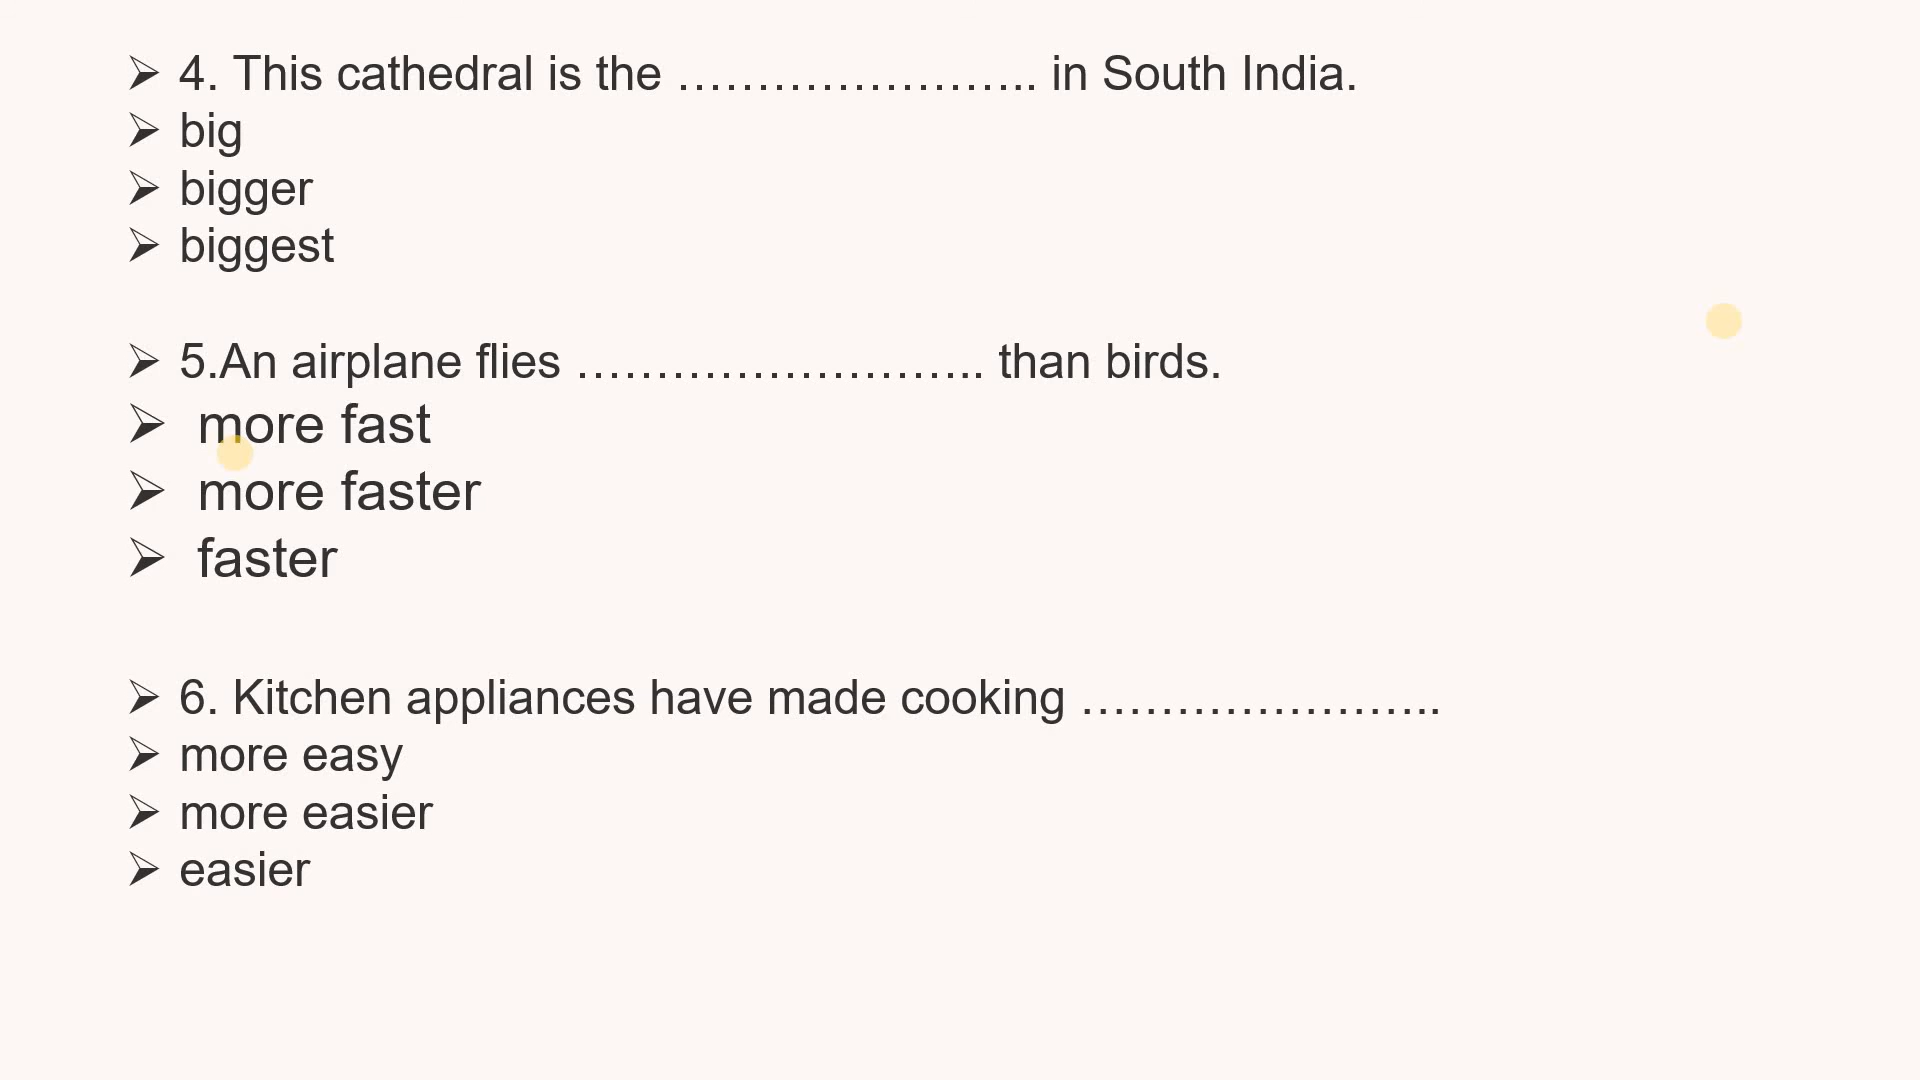 ➢ 4. This cathedral is the ………………….. in South India.
➢ big
➢ bigger
➢ biggest
➢ 5.An airplane flies …………………….. than birds.
➢ more fast
➢ more faster
➢ faster
➢ 6. Kitchen appliances have made cooking …………………..
➢ more easy
➢ more easier
➢ easier